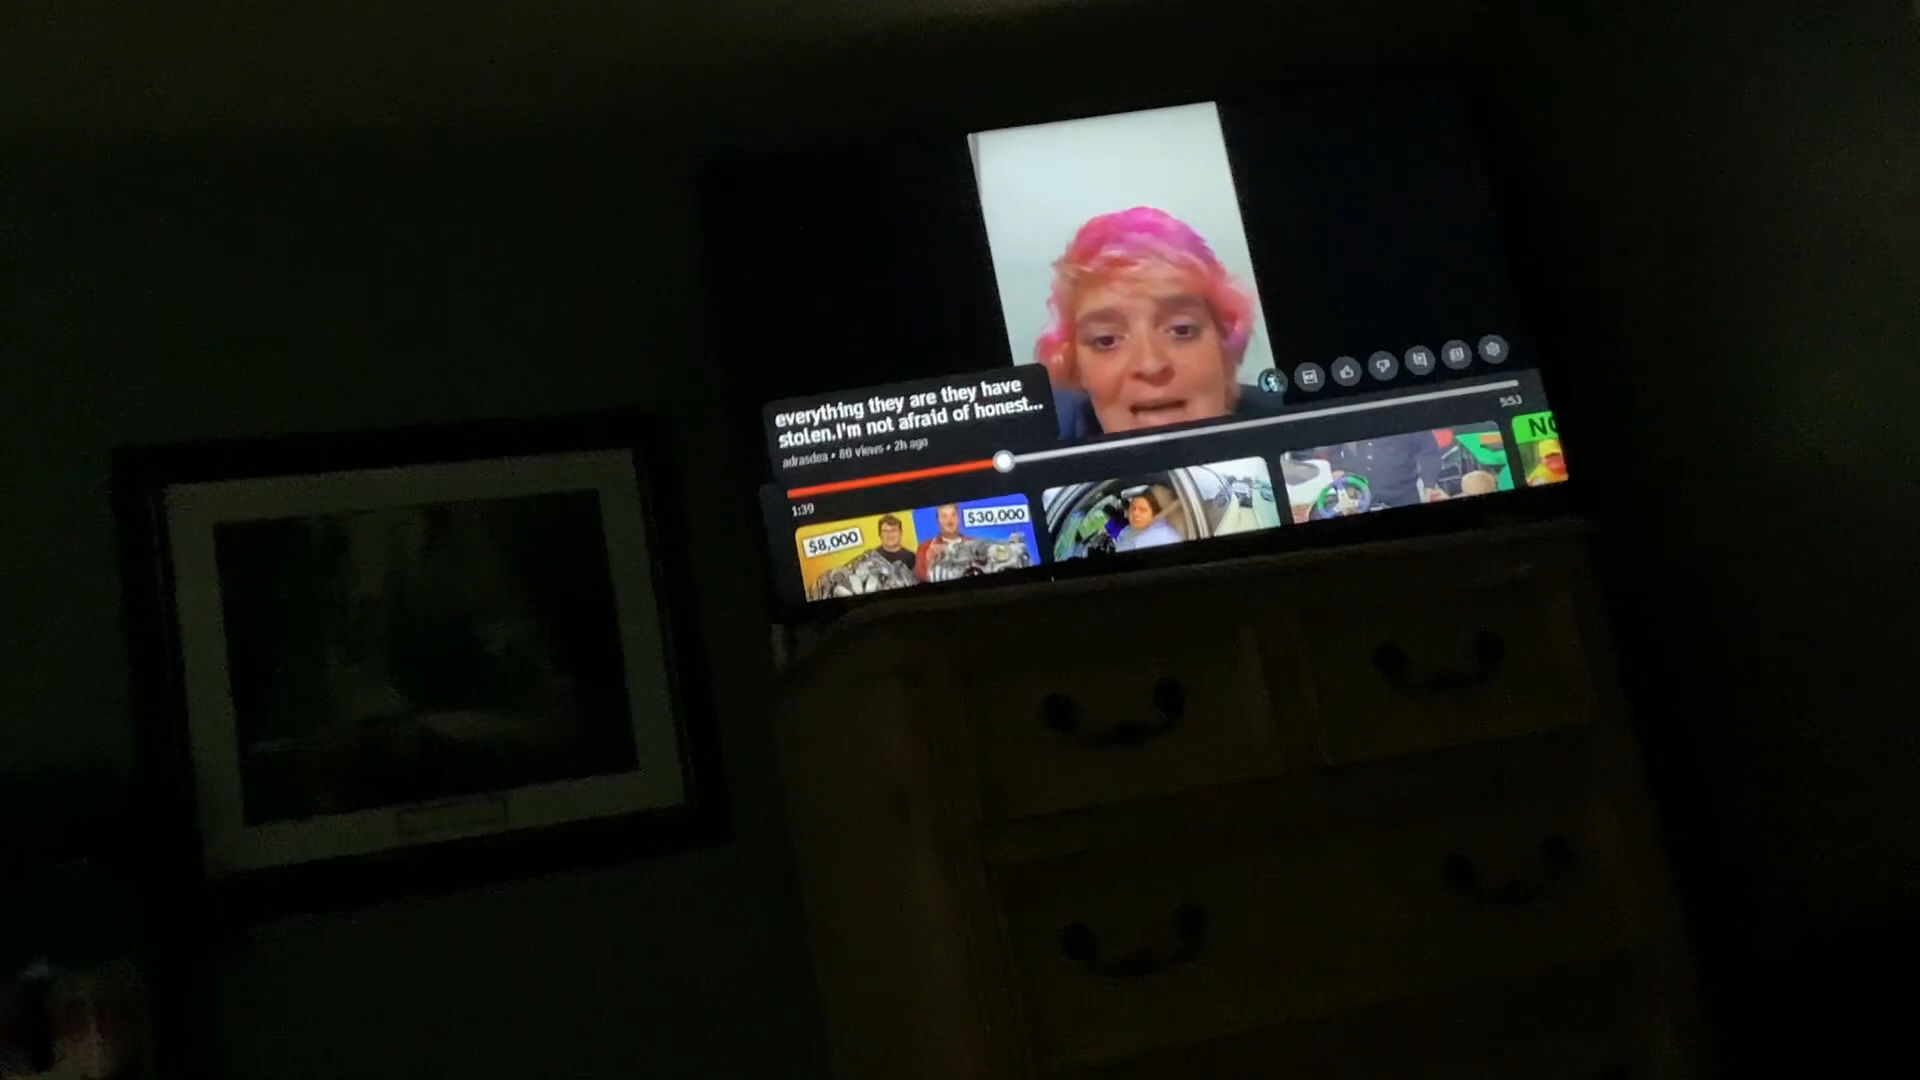 everything they are they have
stolen.I'm not afraid of honest...
adrasdea • 80 views • 2h ago
5:53
1:39
$8,000
$30,000
NO